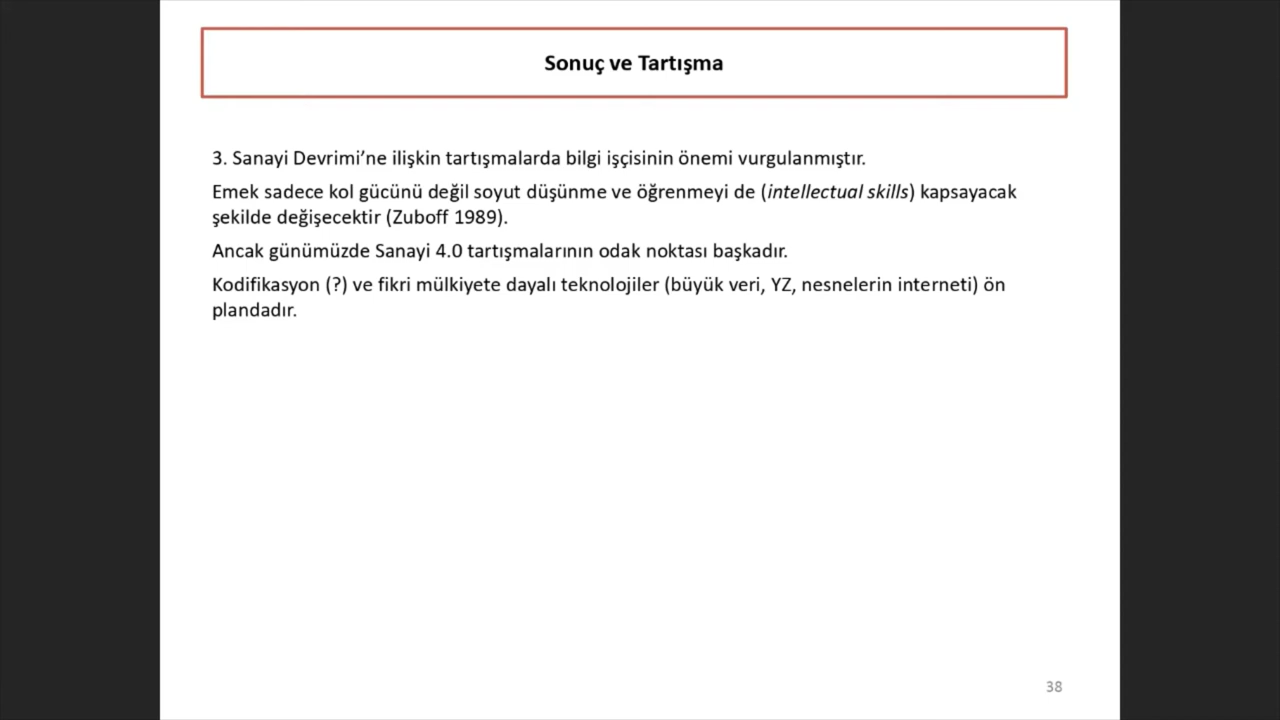 Sonuç ve Tartışma
3. Sanayi Devrimi’ne ilişkin tartışmalarda bilgi işçisinin önemi vurgulanmıştır.
Emek sadece kol gücünü değil soyut düşünme ve öğrenmeyi de (intellectual skills) kapsayacak
şekilde değişecektir (Zuboff 1989).
Ancak günümüzde Sanayi 4.0 tartışmalarının odak noktası başkadır.
Kodifikasyon (?) ve fikri mülkiyete dayalı teknolojiler (büyük veri, YZ, nesnelerin interneti) ön
plandadır.
38